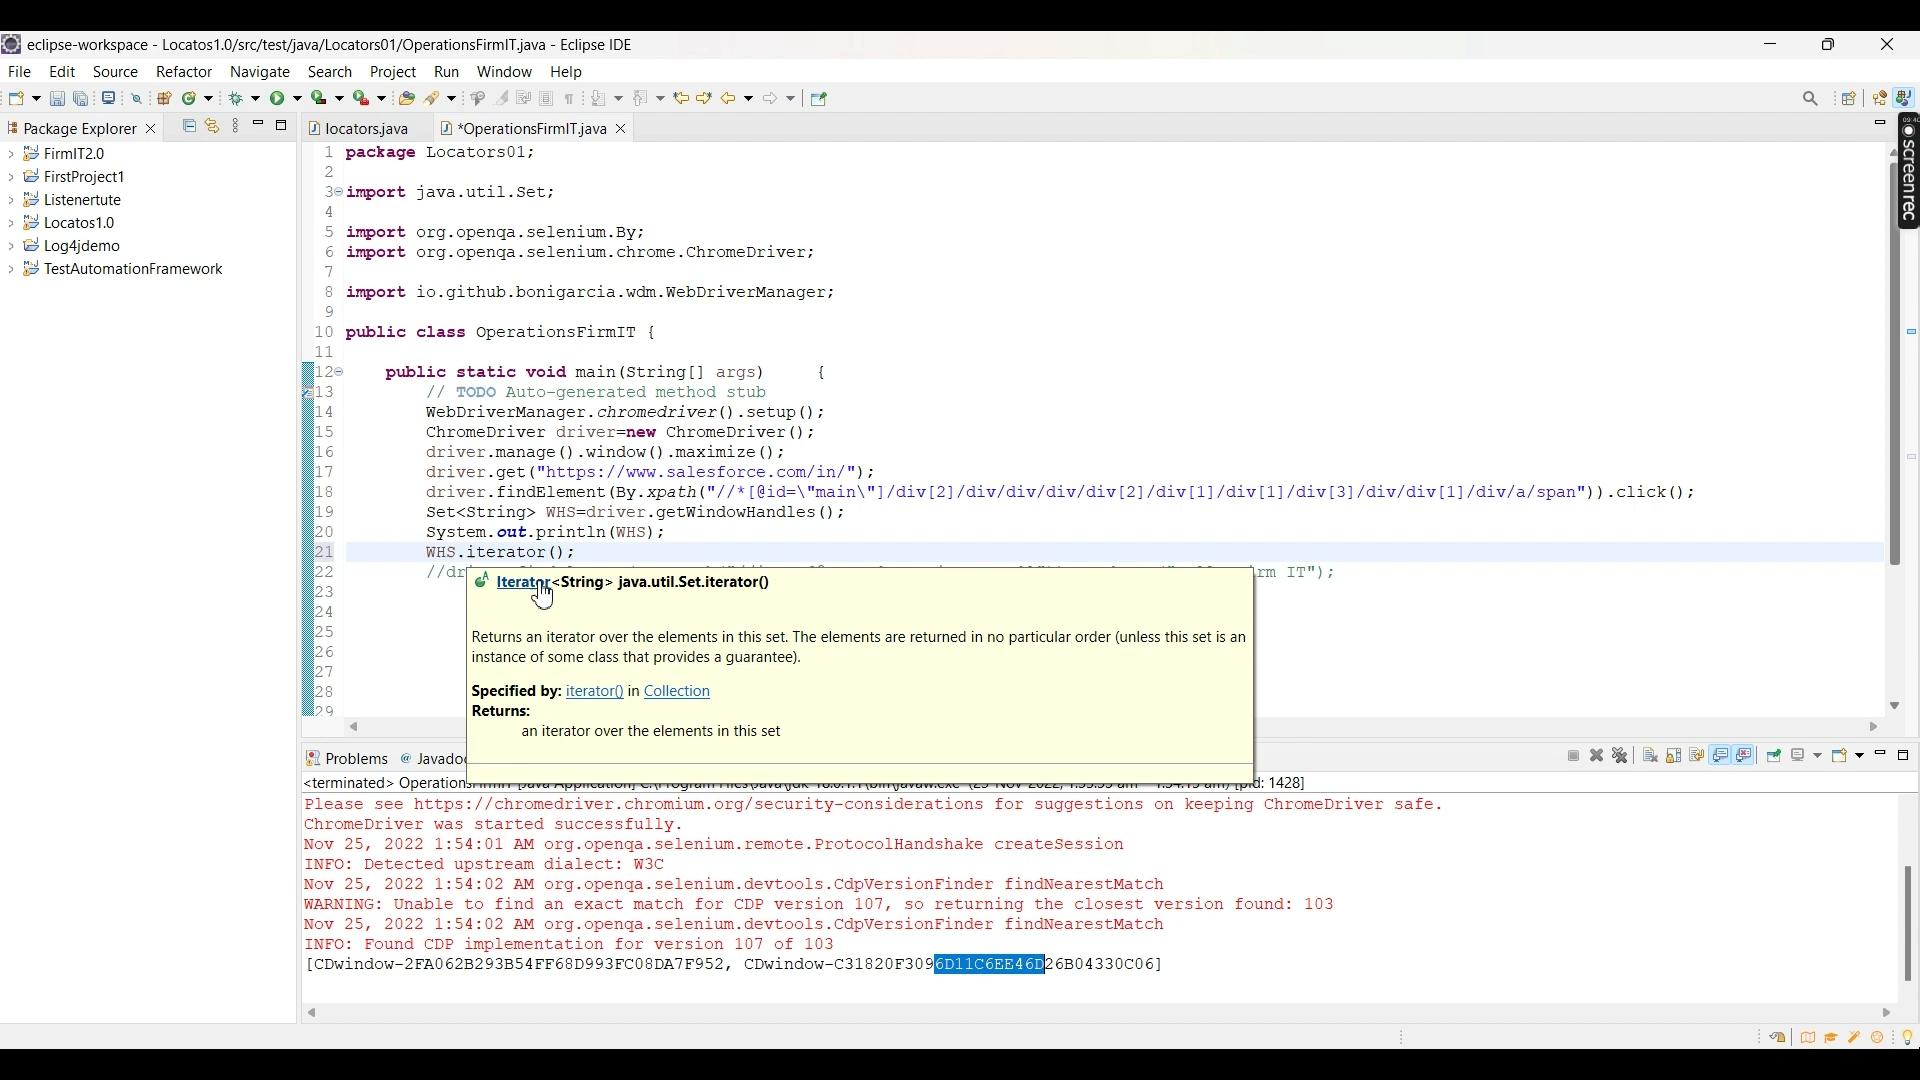 eclipse-workspace - Locatos1.0/src/test/java/Locators01/OperationsFirmIT.java - Eclipse IDE
File Edit Source Refactor Navigate Search Project Run Window Help
Package Explorer
locators.java
*OperationsFirmIT.java
FirmIT2.0
FirstProject1
Listenertute
Locatos1.0
Log4jdemo
TestAutomationFramework
screenrec
1 package Locators01;
2
3 import java.util.Set;
4
5 import org.openqa.selenium.By;
6 import org.openqa.selenium.chrome.ChromeDriver;
7
8 import io.github.bonigarcia.wdm.WebDriverManager;
9
10 public class OperationsFirmIT {
11
12 public static void main(String[] args) {
13 // TODO Auto-generated method stub
14 WebDriverManager.chromedriver().setup();
15 ChromeDriver driver=new ChromeDriver();
16 driver.manage().window().maximize();
17 driver.get("https://www.salesforce.com/in/");
18 driver.findElement(By.xpath("//*[@id=\"main\"]/div[2]/div/div/div/div[2]/div[1]/div[1]/div[3]/div/div[1]/div/a/span")).click();
19 Set<String> WHS=driver.getWindowHandles();
20 System.out.println(WHS);
21 WHS.iterator();
22 //dr rm IT");
23
24
25
26
27
28
29
Iterator<String> java.util.Set.iterator()
Returns an iterator over the elements in this set. The elements are returned in no particular order (unless this set is an
instance of some class that provides a guarantee).
Specified by: iterator() in Collection
Returns:
an iterator over the elements in this set
Problems @ Javadoc
<terminated> Operations pid: 1428]
Please see https://chromedriver.chromium.org/security-considerations for suggestions on keeping ChromeDriver safe.
ChromeDriver was started successfully.
Nov 25, 2022 1:54:01 AM org.openqa.selenium.remote.ProtocolHandshake createSession
INFO: Detected upstream dialect: W3C
Nov 25, 2022 1:54:02 AM org.openqa.selenium.devtools.CdpVersionFinder findNearestMatch
WARNING: Unable to find an exact match for CDP version 107, so returning the closest version found: 103
Nov 25, 2022 1:54:02 AM org.openqa.selenium.devtools.CdpVersionFinder findNearestMatch
INFO: Found CDP implementation for version 107 of 103
[CDwindow-2FA062B293B54FF68D993FC08DA7F952, CDwindow-C31820F3096D11C6EE46D26B04330C06]